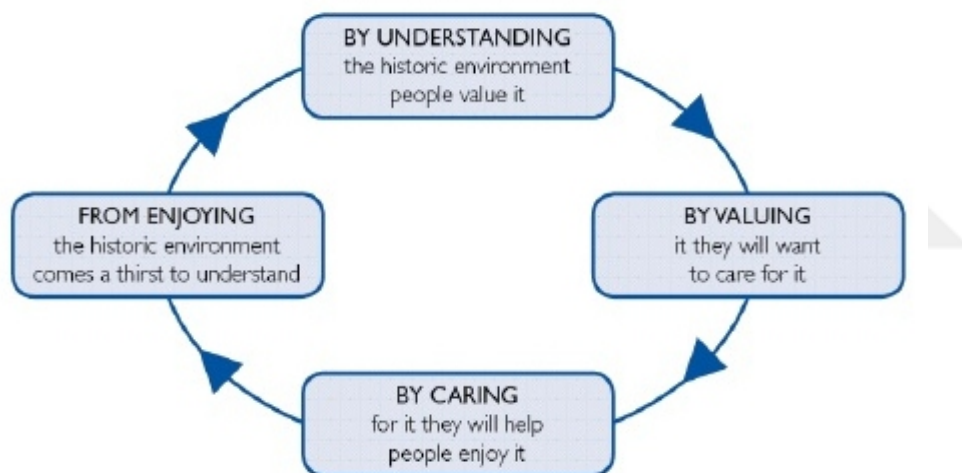 BY UNDERSTANDING
the historic environment
people value it
BY VALUING
it they will want
to care for it
BY CARING
for it they will help
people enjoy it
FROM ENJOYING
the historic environment
comes a thirst to understand